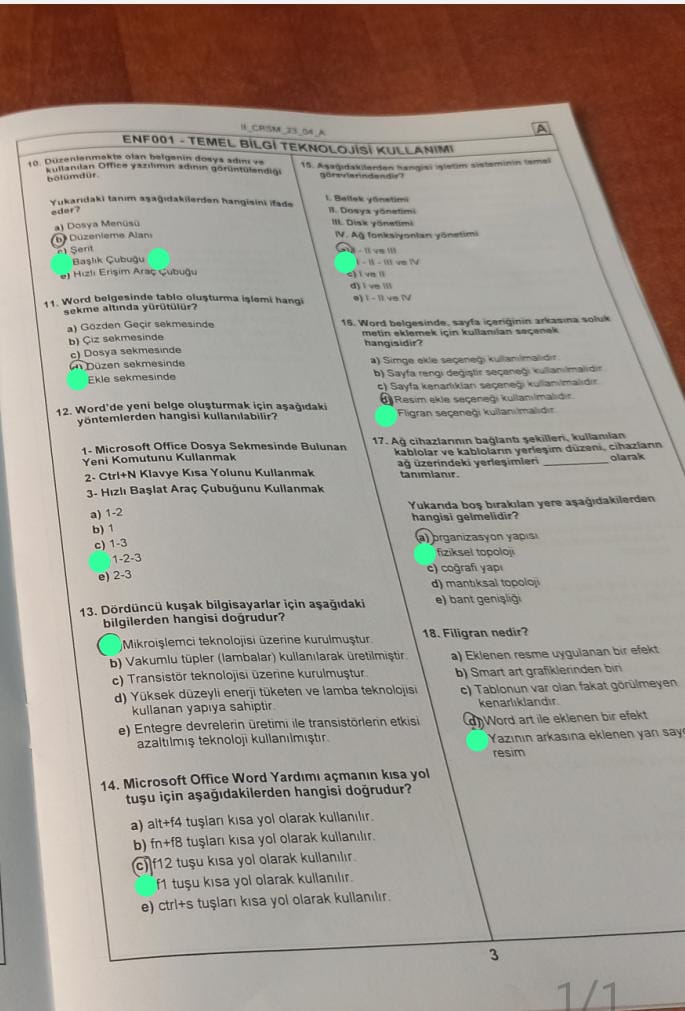 II_CRSM_23_04_A
A
ENF001 - TEMEL BİLGİ TEKNOLOJİSİ KULLANIMI
10. Düzenlenmekte olan belgenin dosya adını ve
kullanılan Office yazılımın adının görüntülendiği
bölümdür.
Yukarıdaki tanım aşağıdakilerden hangisini ifade
eder?
a) Dosya Menüsü
b) Düzenleme Alanı
c) Şerit
Başlık Çubuğu
e) Hızlı Erişim Araç Çubuğu
11. Word belgesinde tablo oluşturma işlemi hangi
sekme altında yürütülür?
a) Gözden Geçir sekmesinde
b) Çiz sekmesinde
c) Dosya sekmesinde
d) Düzen sekmesinde
Ekle sekmesinde
12. Word'de yeni belge oluşturmak için aşağıdaki
yöntemlerden hangisi kullanılabilir?
1- Microsoft Office Dosya Sekmesinde Bulunan
Yeni Komutunu Kullanmak
2- Ctrl+N Klavye Kısa Yolunu Kullanmak
3- Hızlı Başlat Araç Çubuğunu Kullanmak
a) 1-2
b) 1
c) 1-3
1-2-3
e) 2-3
13. Dördüncü kuşak bilgisayarlar için aşağıdaki
bilgilerden hangisi doğrudur?
Mikroişlemci teknolojisi üzerine kurulmuştur.
b) Vakumlu tüpler (lambalar) kullanılarak üretilmiştir.
c) Transistör teknolojisi üzerine kurulmuştur.
d) Yüksek düzeyli enerji tüketen ve lamba teknolojisi
kullanan yapıya sahiptir.
e) Entegre devrelerin üretimi ile transistörlerin etkisi
azaltılmış teknoloji kullanılmıştır.
14. Microsoft Office Word Yardımı açmanın kısa yol
tuşu için aşağıdakilerden hangisi doğrudur?
a) alt+f4 tuşları kısa yol olarak kullanılır.
b) fn+f8 tuşları kısa yol olarak kullanılır.
c) f12 tuşu kısa yol olarak kullanılır.
f1 tuşu kısa yol olarak kullanılır.
e) ctrl+s tuşları kısa yol olarak kullanılır.
15. Aşağıdakilerden hangisi işletim sisteminin temel
görevlerindendir?
I. Bellek yönetimi
II. Dosya yönetimi
III. Disk yönetimi
IV. Ağ fonksiyonları yönetimi
- II ve III
I - II - III ve IV
c) I ve II
d) I ve III
e) I - II ve IV
16. Word belgesinde, sayfa içeriğinin arkasına soluk
metin eklemek için kullanılan seçenek
hangisidir?
a) Simge ekle seçeneği kullanılmalıdır.
b) Sayfa rengi değiştir seçeneği kullanılmalıdır.
c) Sayfa kenarlıkları seçeneği kullanılmalıdır.
d) Resim ekle seçeneği kullanılmalıdır.
Fligran seçeneği kullanılmalıdır.
17. Ağ cihazlarının bağlantı şekilleri, kullanılan
kablolar ve kabloların yerleşim düzeni, cihazların
ağ üzerindeki yerleşimleri __________ olarak
tanımlanır.
Yukarıda boş bırakılan yere aşağıdakilerden
hangisi gelmelidir?
a) organizasyon yapısı
fiziksel topoloji
c) coğrafi yapı
d) mantıksal topoloji
e) bant genişliği
18. Filigran nedir?
a) Eklenen resme uygulanan bir efekt
b) Smart art grafiklerinden biri
c) Tablonun var olan fakat görülmeyen
kenarlıklarıdır.
d) Word art ile eklenen bir efekt
Yazının arkasına eklenen yarı say
resim
3
1/1